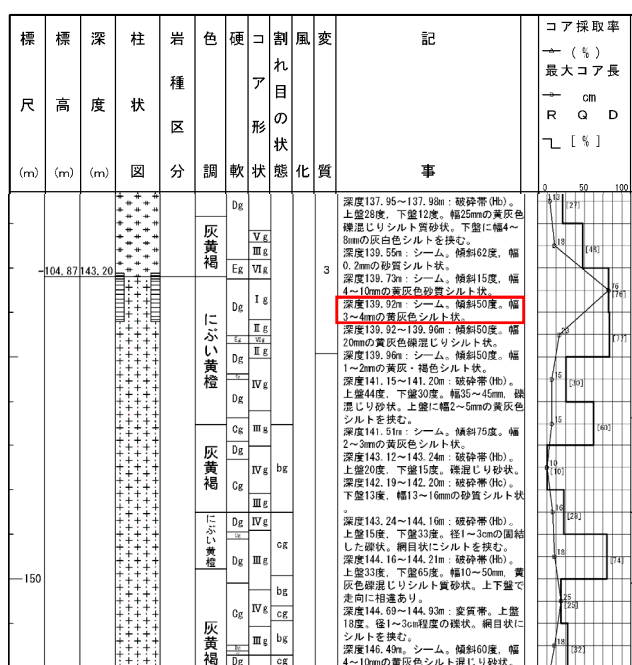 標 標 深 柱 岩 色 硬 コ 割 風 変 記 コア採取率
種 ア れ (%)
尺 高 度 状 区 形 目 最大コア長
の cm
状 R Q D
(m) (m) (m) 図 分 調 軟 状 態 化 質 事 [%]
0 50 100
深度137.95～137.98m：破砕帯(Hb)。
上盤28度、下盤12度。幅25mmの黄灰色
礫混じりシルト質砂状。下盤に幅4～
8mmの灰白色シルトを挟む。
深度139.55m：シーム。傾斜62度、幅
0.2mmの砂質シルト状。
深度139.73m：シーム。傾斜15度、幅
4～10mmの黄灰色砂質シルト状。
深度139.92m：シーム。傾斜50度。幅
3～4mmの黄灰色シルト状。
深度139.92～139.96m：傾斜50度。幅
20mmの黄灰色礫混じりシルト状。
深度139.96m：シーム。傾斜50度。幅
1～2mmの黄灰・褐色シルト状。
深度141.15～141.20m：破砕帯(Hb)。
上盤44度、下盤30度。幅35～45mm、礫
混じり砂状。上盤に幅2～5mmの黄灰色
シルトを挟む。
深度141.51m：シーム。傾斜75度。幅
2～3mmの黄灰色シルト状。
深度143.12～143.24m：破砕帯(Hb)。
上盤20度、下盤15度。礫混じり砂状。
深度142.19～142.20m：破砕帯(Hc)。
下盤13度、幅13～16mmの砂質シルト状
。
深度143.24～144.16m：破砕帯(Hb)。
上盤15度、下盤33度。径1～3cmの固結
した礫状。網目状にシルトを挟む。
深度144.16～144.21m：破砕帯(Hb)。
上盤33度、下盤65度。幅10～50mm、黄
灰色礫混じりシルト質砂状。上下盤で
走向に相違あり。
深度144.69～144.93m：変質帯。上盤
18度。径1～3cm程度の礫状。網目状に
シルトを挟む。
深度146.49m。シーム。傾斜60度、幅
4～10mmの黄灰色シルト混じり砂状。
-104.87 143.20
150
灰黄褐
にぶい黄橙
灰黄褐
にぶい黄橙
灰黄褐
Dg
Eg
Dg
Eg
Dg
Dg
Cg
Dg
Cg
Dg
Dg
Cg
Dg
Ⅴg
Ⅲg
Ⅵg
Ⅰg
Ⅱg
Ⅵg
Ⅱg
Ⅳg
Ⅲg
Ⅳg
Ⅲg
Ⅳg
Ⅲg
Ⅳg
Ⅲg
bg
cg
bg
cg
bg
cg
3
13 [27]
18 [48]
76 [76]
23 [77]
15 [30]
15 [60]
10 [10]
16 [28]
18 [74]
25 [25]
18 [32]